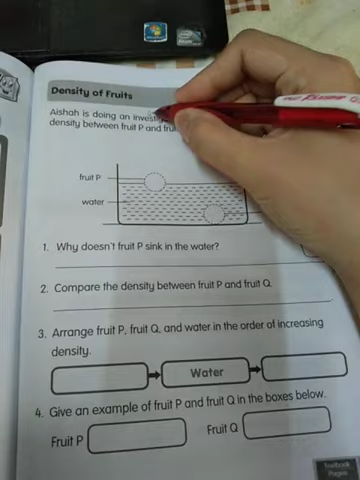 Density of Fruits
Aishah is doing an
density between fruit P and
fruit P
water
1. Why doesn't fruit P sink in the water?
2. Compare the density between fruit P and fruit Q.
3. Arrange fruit P, fruit Q, and water in the order of increasing
density.
Water
4. Give an example of fruit P and fruit Q in the boxes below.
Fruit P
Fruit Q
Textbook
Pages